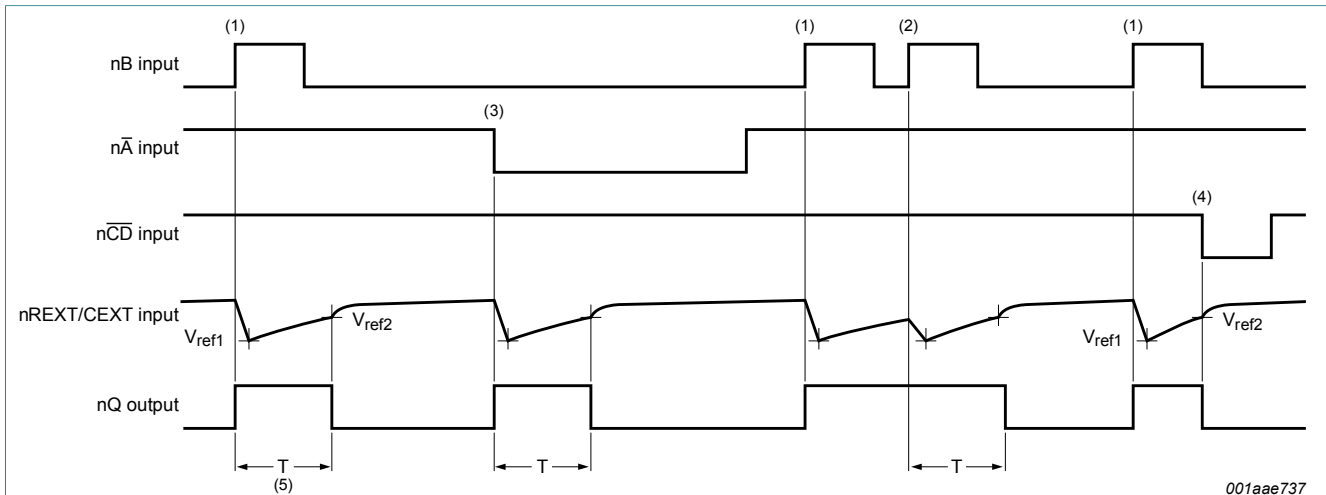 (1) (1) (2) (1)
nB input
(3)
nA̅ input
(4)
nC̅D̅ input
nREXT/CEXT input
Vref1 Vref2 Vref1 Vref2
nQ output
T T T
(5)
001aae737